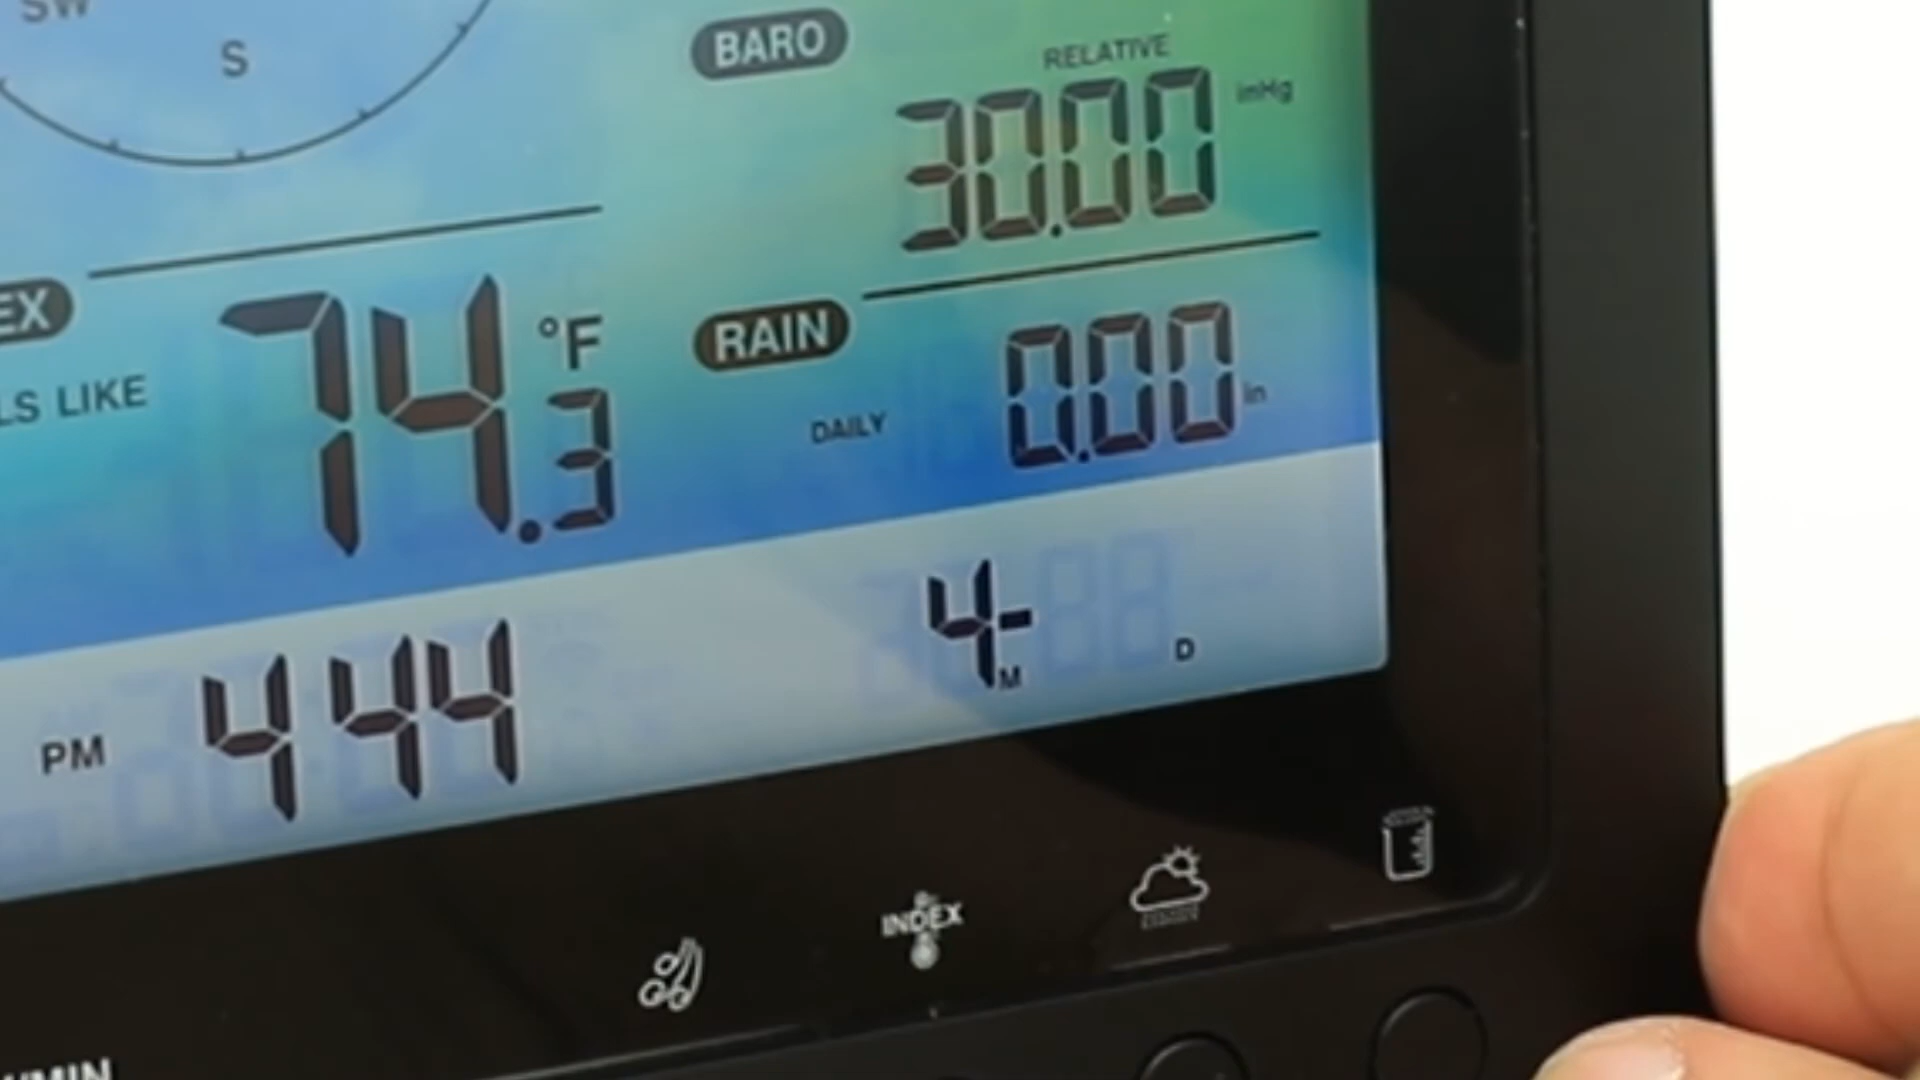 SW
S
BARO
RELATIVE
30.00 inHg
EX
LS LIKE
74.3 °F
RAIN
DAILY
0.00 in
PM 4 44
4- M D
INDEX
/MIN